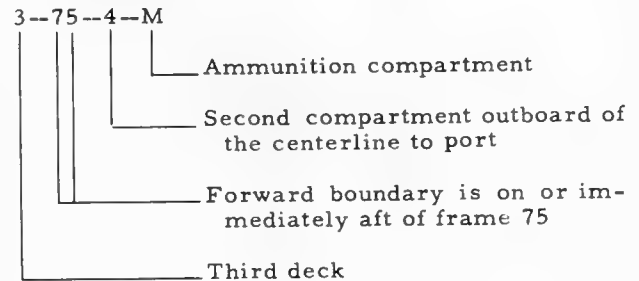 3--75--4--M
Ammunition compartment
Second compartment outboard of
the centerline to port
Forward boundary is on or im-
mediately aft of frame 75
Third deck